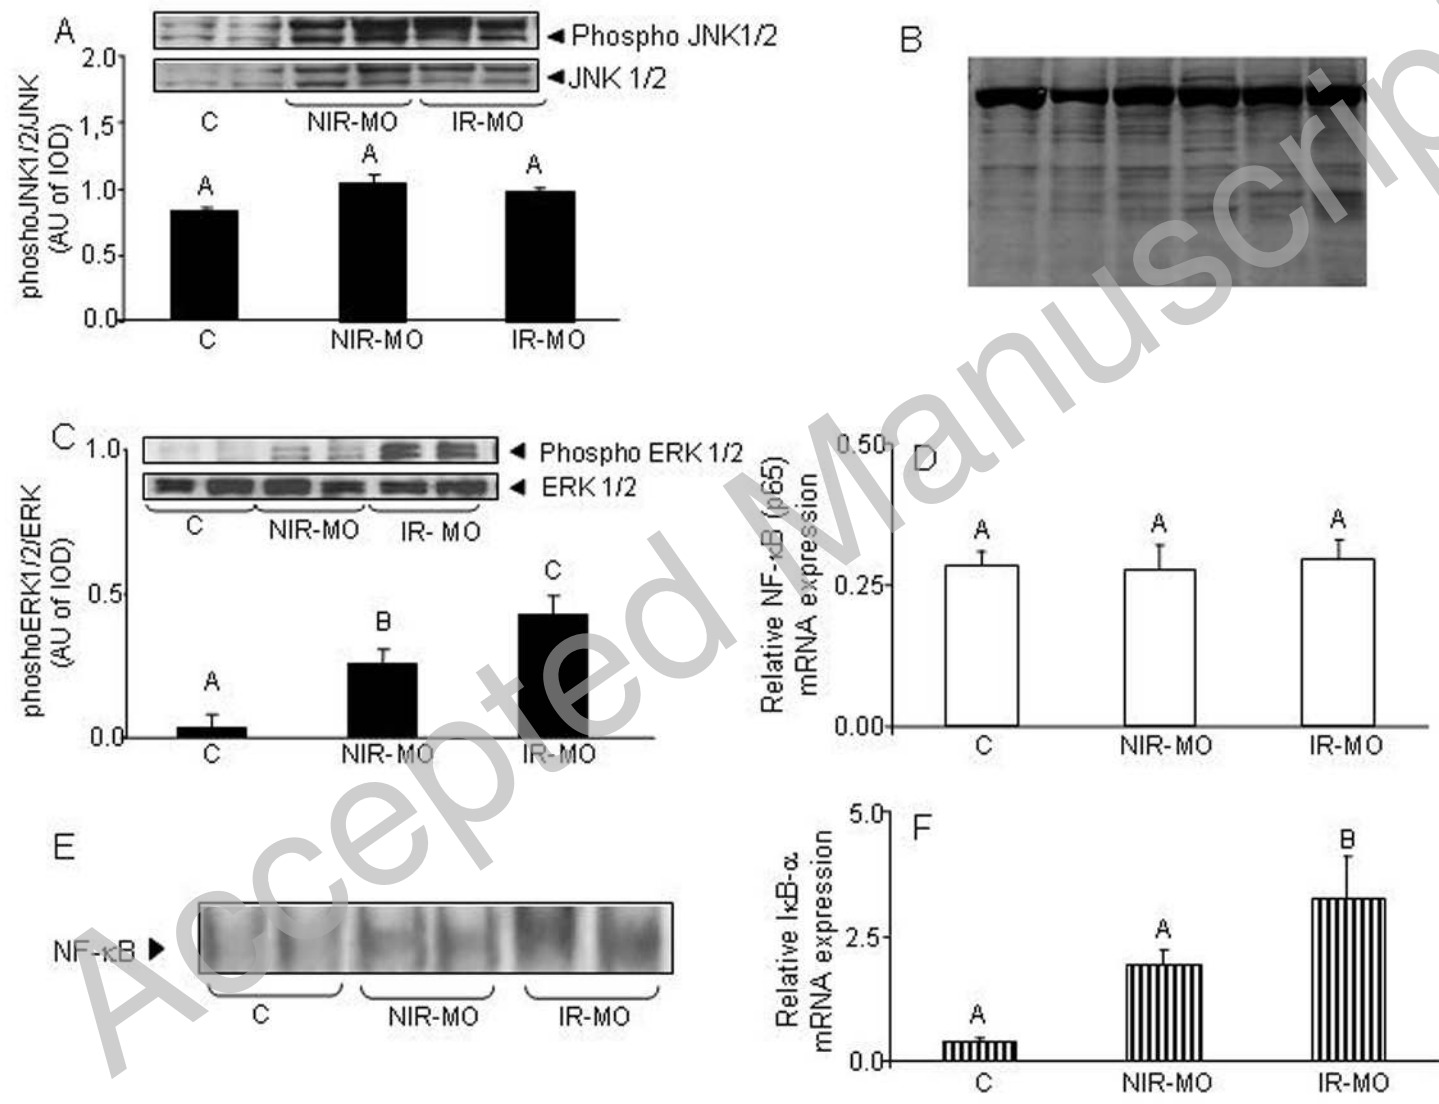 A
Phospho JNK1/2
JNK 1/2
C
NIR-MO
IR-MO
phoshoJNK1/2/JNK
(AU of IOD)
2.0
1,5
1.0
0.5
0.0
A
A
A
C
NIR-MO
IR-MO
B
C
Phospho ERK 1/2
ERK 1/2
C
NIR-MO
IR- MO
phoshoERK1/2/ERK
(AU of IOD)
1.0
0.5
0.0
A
B
C
C
NIR-MO
IR-MO
D
Relative NF-κB (p65)
mRNA expression
0.50
0.25
0.00
A
A
A
C
NIR-MO
IR-MO
E
NF-κB
C
NIR-MO
IR-MO
F
Relative IκB-α
mRNA expression
5.0
2.5
0.0
A
A
B
C
NIR-MO
IR-MO
Accepted Manuscrip